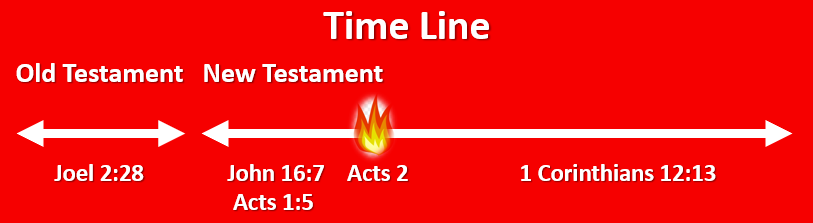 Time Line
Old Testament New Testament
Joel 2:28 John 16:7 Acts 2 1 Corinthians 12:13
Acts 1:5